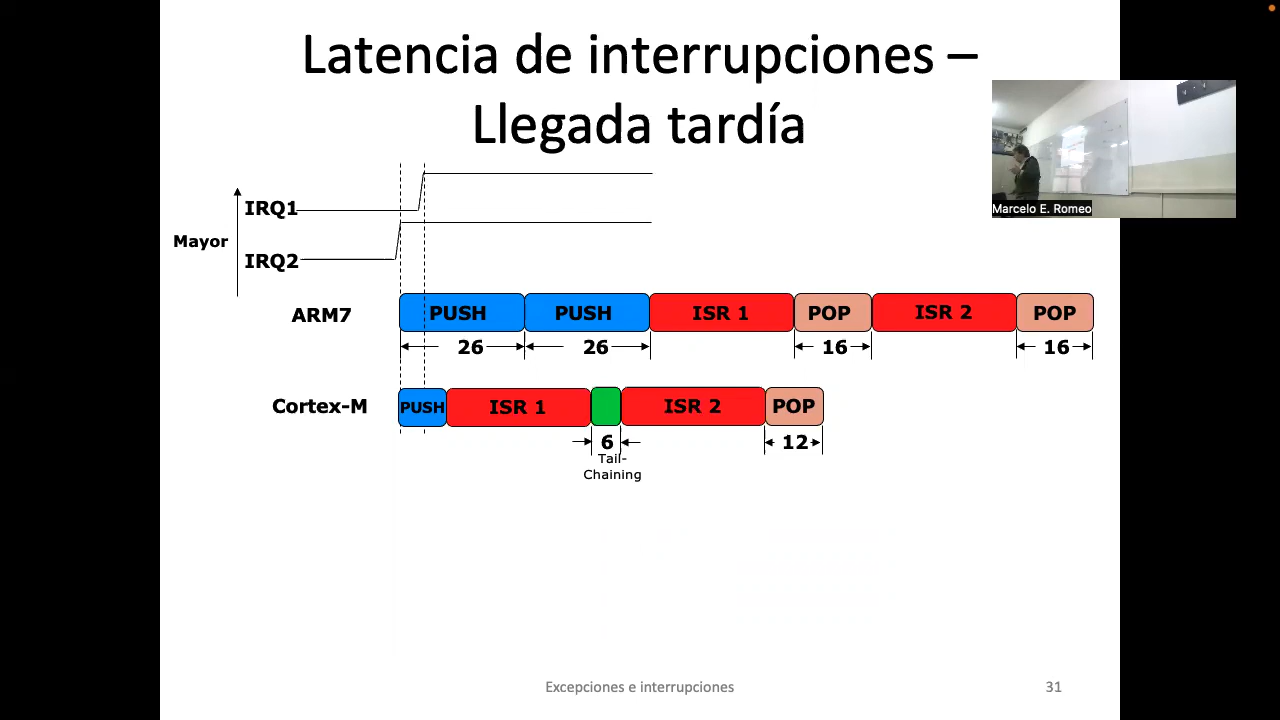 Latencia de interrupciones –
Llegada tardía
Marcelo E. Romeo
IRQ1
Mayor
IRQ2
ARM7 PUSH PUSH ISR 1 POP ISR 2 POP
26 26 16 16
Cortex-M PUSH ISR 1 ISR 2 POP
6 12
Tail-
Chaining
Excepciones e interrupciones 31